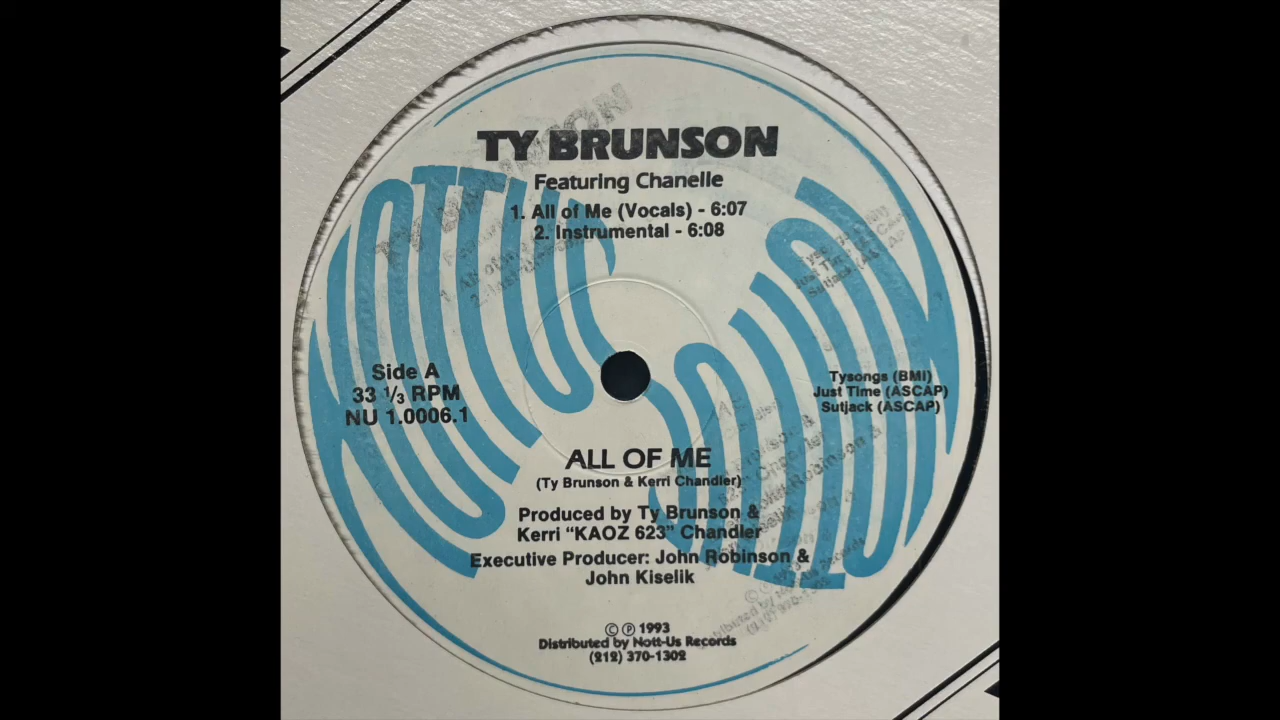 TY BRUNSON
Featuring Chanelle
1. All of Me (Vocals) - 6:07
2. Instrumental - 6:08
NOTTUS
NOTTUS
Side A
33 1/3 RPM
NU 1.0006.1
Tysongs (BMI)
Just Time (ASCAP)
Sutjack (ASCAP)
ALL OF ME
(Ty Brunson & Kerri Chandler)
Produced by Ty Brunson &
Kerri "KAOZ 623" Chandler
Executive Producer: John Robinson &
John Kiselik
© ℗ 1993
Distributed by Nott-Us Records
(212) 370-1302